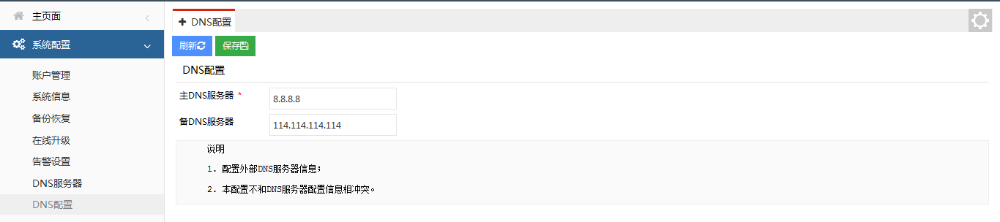 主页面
系统配置
账户管理
系统信息
备份恢复
在线升级
告警设置
DNS服务器
DNS配置
DNS配置
刷新 保存
DNS配置
主DNS服务器 * 8.8.8.8
备DNS服务器 114.114.114.114
说明
1. 配置外部DNS服务器信息;
2. 本配置不和DNS服务器配置信息相冲突。